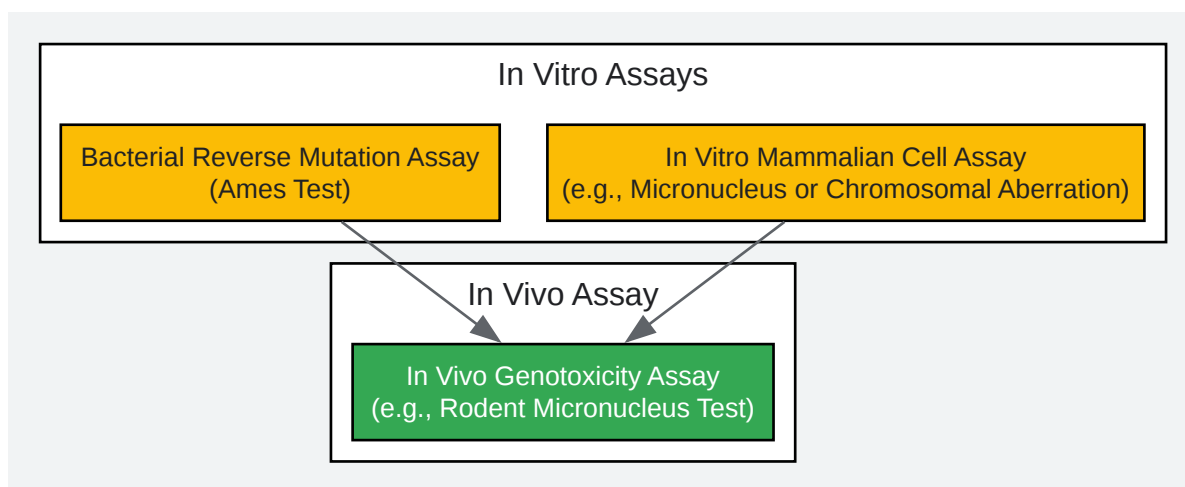 In Vitro Assays
Bacterial Reverse Mutation Assay
(Ames Test)
In Vitro Mammalian Cell Assay
(e.g., Micronucleus or Chromosomal Aberration)
In Vivo Assay
In Vivo Genotoxicity Assay
(e.g., Rodent Micronucleus Test)